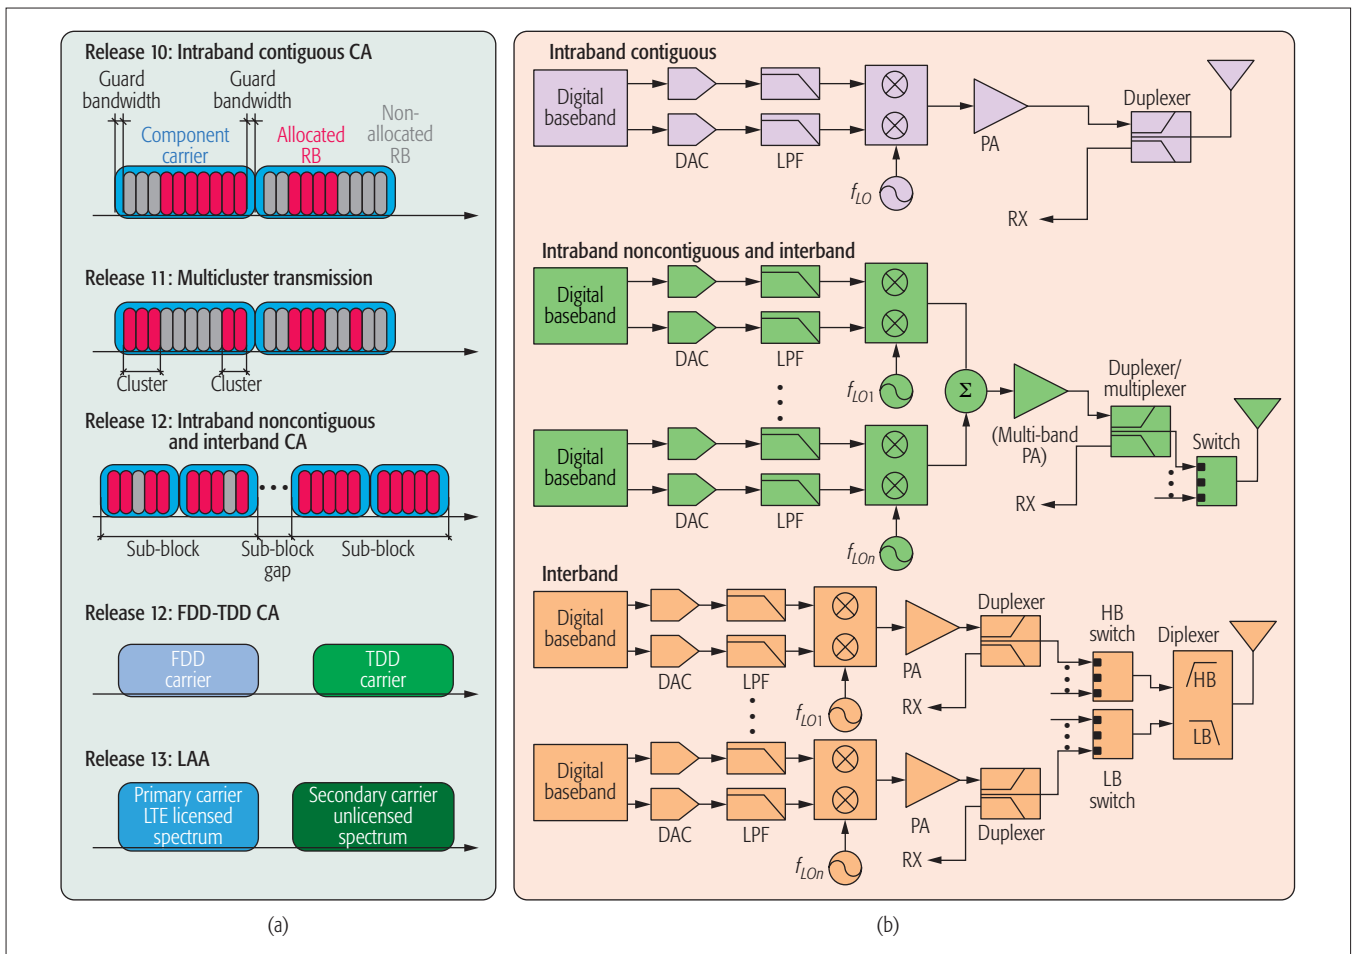 Release 10: Intraband contiguous CA
Guard
bandwidth
Guard
bandwidth
Component
carrier
Allocated
RB
Non-
allocated
RB
Release 11: Multicluster transmission
Cluster
Cluster
Release 12: Intraband noncontiguous
and interband CA
Sub-block
Sub-block
gap
Sub-block
Release 12: FDD-TDD CA
FDD
carrier
TDD
carrier
Release 13: LAA
Primary carrier
LTE licensed
spectrum
Secondary carrier
unlicensed
spectrum
(a)
Intraband contiguous
Digital
baseband
DAC
LPF
fLO
PA
Duplexer
RX
Intraband noncontiguous and interband
Digital
baseband
DAC
LPF
fLO1
Σ
(Multi-band
PA)
Duplexer/
multiplexer
Switch
RX
Digital
baseband
DAC
LPF
fLOn
Interband
Digital
baseband
DAC
LPF
fLO1
PA
Duplexer
RX
HB
switch
Diplexer
HB
LB
LB
switch
Digital
baseband
DAC
LPF
fLOn
PA
Duplexer
RX
(b)